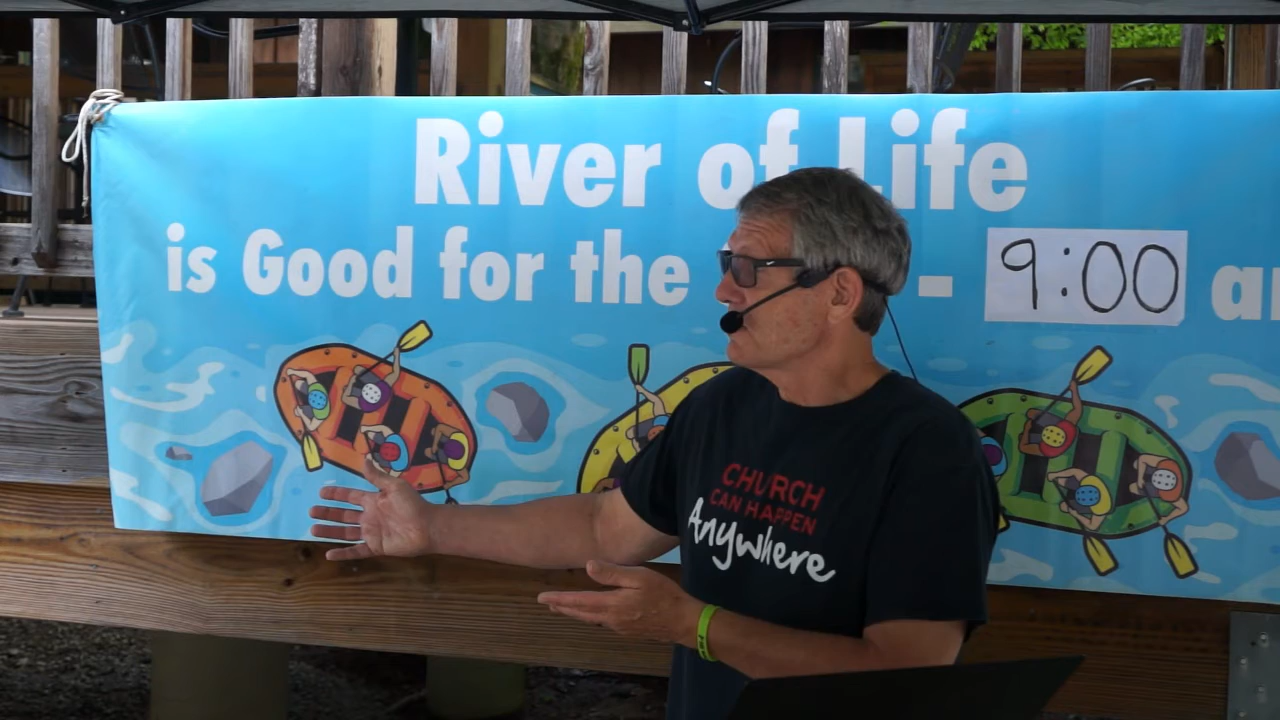 River of Life
is Good for the - 9:00
CHURCH
CAN HAPPEN
Anywhere